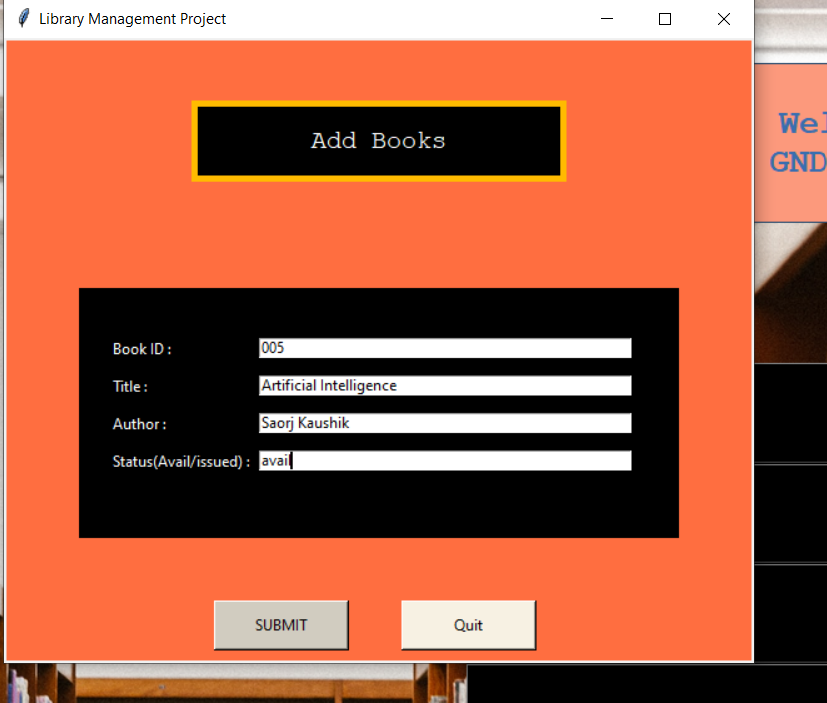 Library Management Project
Add Books
Book ID : 005
Title : Artificial Intelligence
Author : Saorj Kaushik
Status(Avail/issued) : avail
SUBMIT Quit
GND